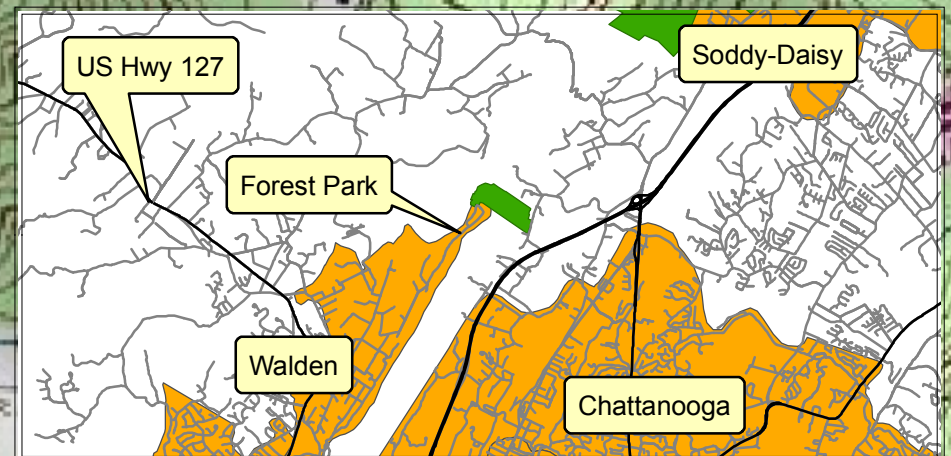 US Hwy 127
Soddy-Daisy
Forest Park
Walden
Chattanooga